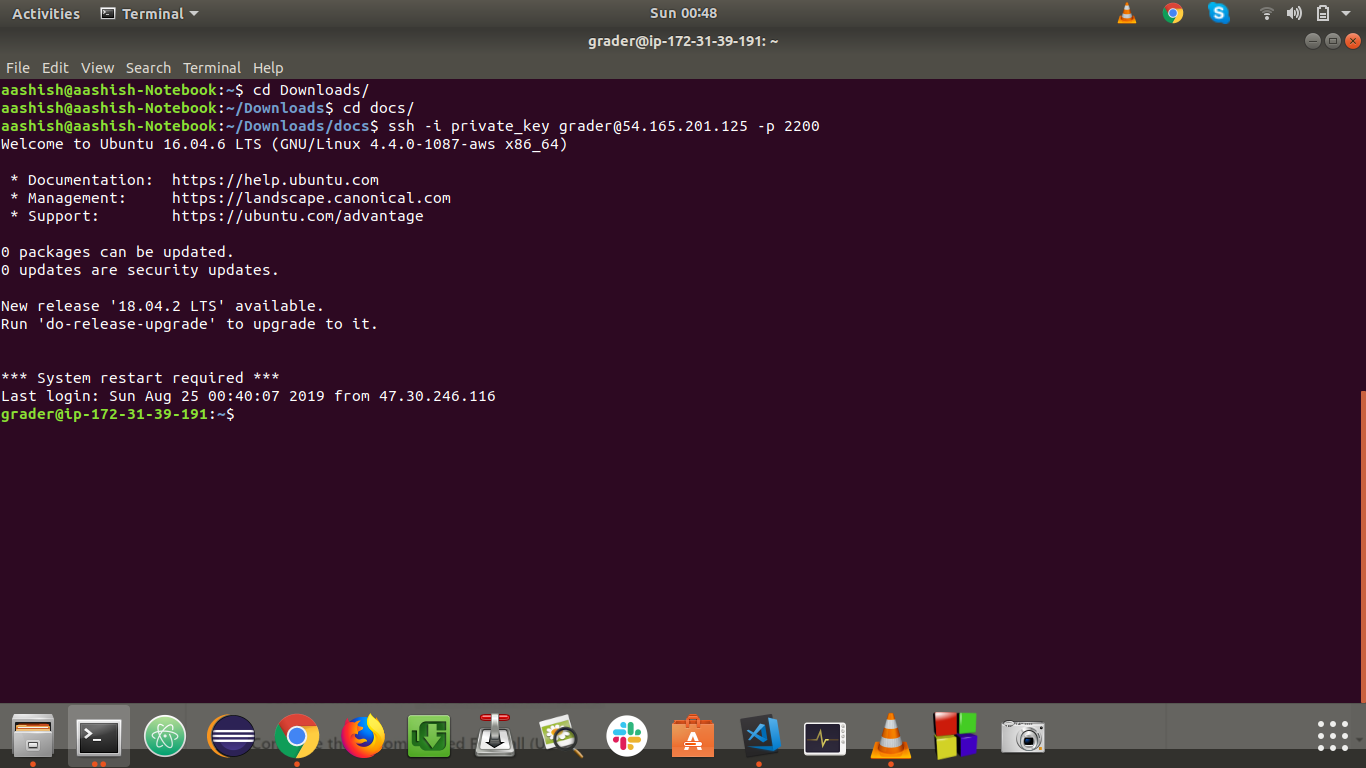 Activities Terminal Sun 00:48
grader@ip-172-31-39-191: ~
File Edit View Search Terminal Help
aashish@aashish-Notebook:~$ cd Downloads/
aashish@aashish-Notebook:~/Downloads$ cd docs/
aashish@aashish-Notebook:~/Downloads/docs$ ssh -i private_key grader@54.165.201.125 -p 2200
Welcome to Ubuntu 16.04.6 LTS (GNU/Linux 4.4.0-1087-aws x86_64)
* Documentation: https://help.ubuntu.com
* Management: https://landscape.canonical.com
* Support: https://ubuntu.com/advantage
0 packages can be updated.
0 updates are security updates.
New release '18.04.2 LTS' available.
Run 'do-release-upgrade' to upgrade to it.
*** System restart required ***
Last login: Sun Aug 25 00:40:07 2019 from 47.30.246.116
grader@ip-172-31-39-191:~$